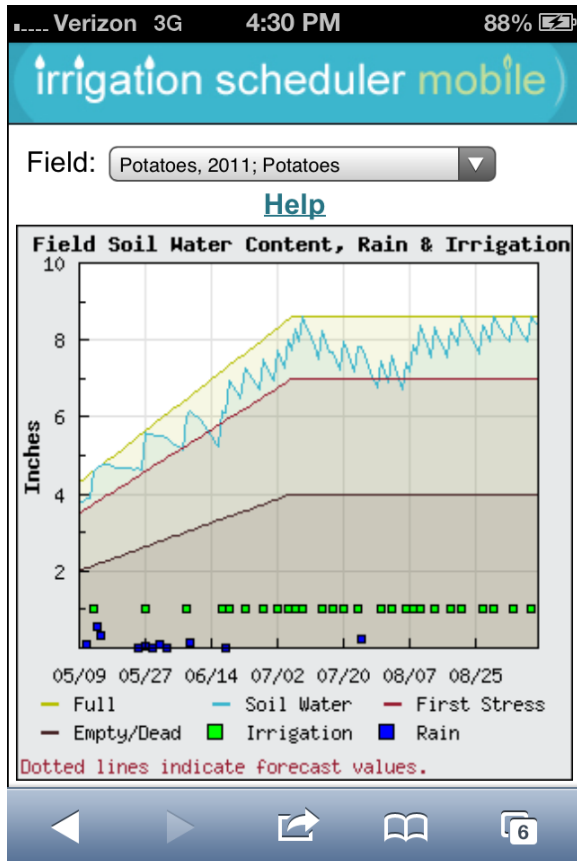 Verizon 3G 4:30 PM 88%
irrigation scheduler mobile
Field: Potatoes, 2011; Potatoes
Help
Field Soil Water Content, Rain & Irrigation
10
8
6
4
2
Inches
05/09 05/27 06/14 07/02 07/20 08/07 08/25
Full Soil Water First Stress
Empty/Dead Irrigation Rain
Dotted lines indicate forecast values.
6